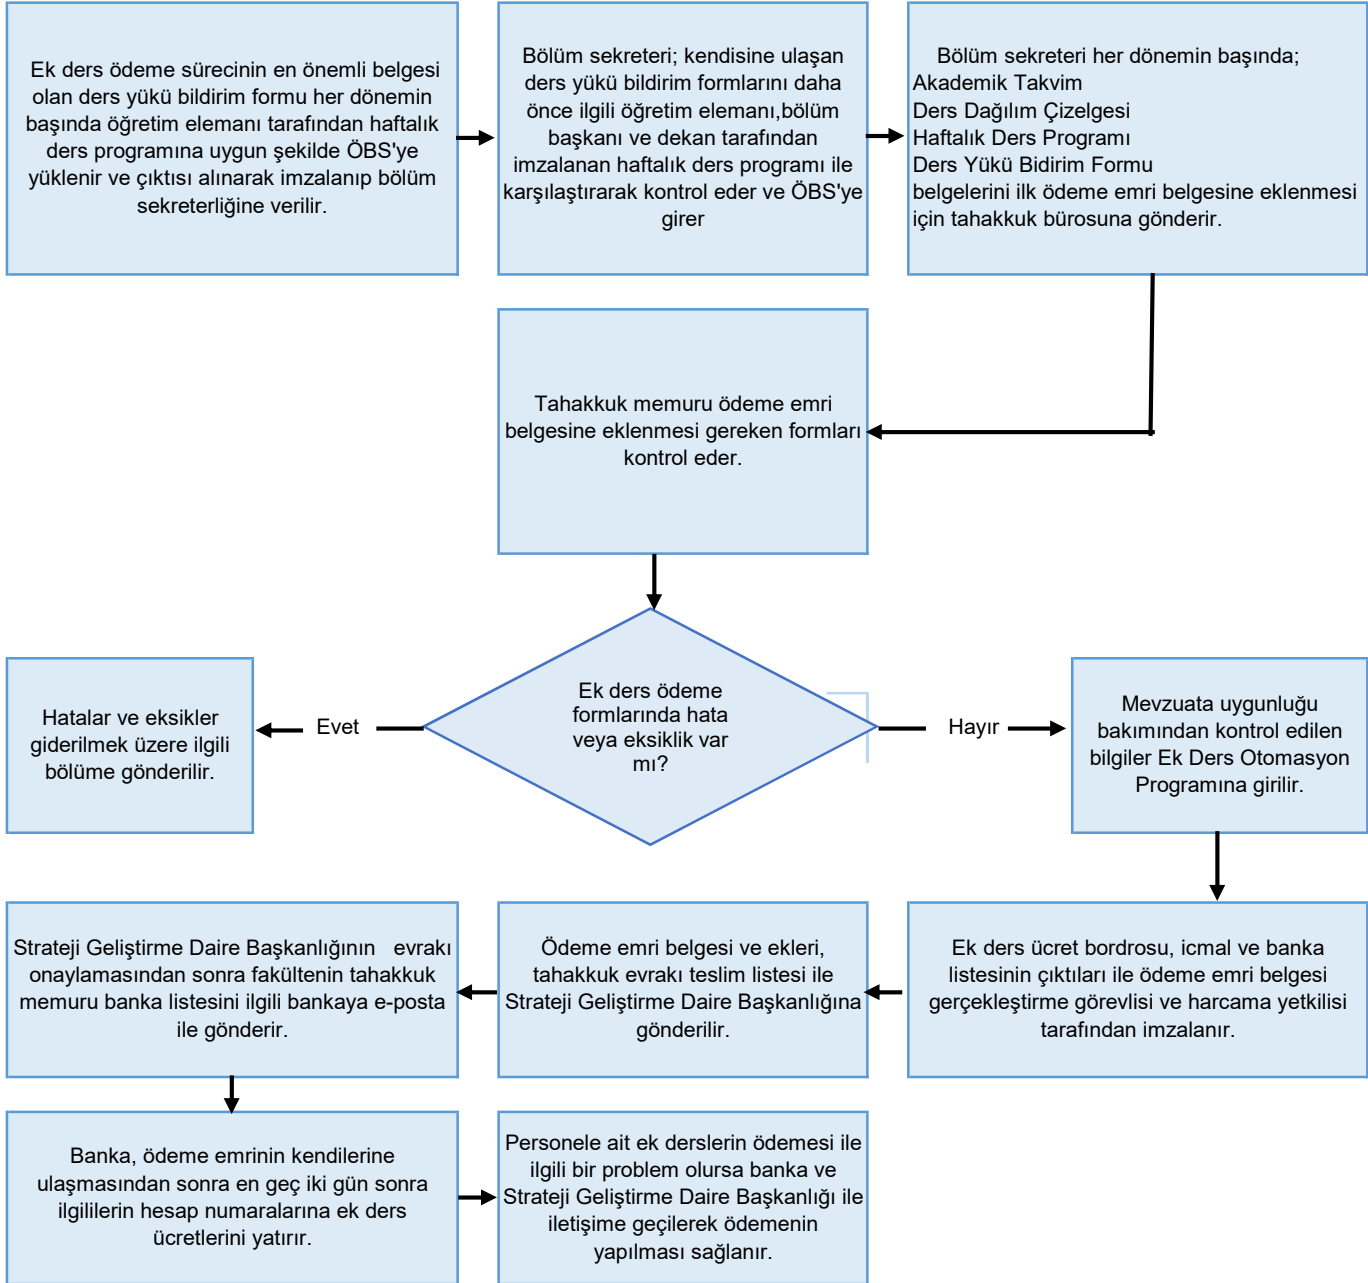 Ek ders ödeme sürecinin en önemli belgesi
olan ders yükü bildirim formu her dönemin
başında öğretim elemanı tarafından haftalık
ders programına uygun şekilde ÖBS'ye
yüklenir ve çıktısı alınarak imzalanıp bölüm
sekreterliğine verilir.
Bölüm sekreteri; kendisine ulaşan
ders yükü bildirim formlarını daha
önce ilgili öğretim elemanı,bölüm
başkanı ve dekan tarafından
imzalanan haftalık ders programı ile
karşılaştırarak kontrol eder ve ÖBS'ye
girer
Bölüm sekreteri her dönemin başında;
Akademik Takvim
Ders Dağılım Çizelgesi
Haftalık Ders Programı
Ders Yükü Bidirim Formu
belgelerini ilk ödeme emri belgesine eklenmesi
için tahakkuk bürosuna gönderir.
Tahakkuk memuru ödeme emri
belgesine eklenmesi gereken formları
kontrol eder.
Ek ders ödeme
formlarında hata
veya eksiklik var
mı?
Evet
Hayır
Hatalar ve eksikler
giderilmek üzere ilgili
bölüme gönderilir.
Mevzuata uygunluğu
bakımından kontrol edilen
bilgiler Ek Ders Otomasyon
Programına girilir.
Ek ders ücret bordrosu, icmal ve banka
listesinin çıktıları ile ödeme emri belgesi
gerçekleştirme görevlisi ve harcama yetkilisi
tarafından imzalanır.
Ödeme emri belgesi ve ekleri,
tahakkuk evrakı teslim listesi ile
Strateji Geliştirme Daire Başkanlığına
gönderilir.
Strateji Geliştirme Daire Başkanlığının evrakı
onaylamasından sonra fakültenin tahakkuk
memuru banka listesini ilgili bankaya e-posta
ile gönderir.
Banka, ödeme emrinin kendilerine
ulaşmasından sonra en geç iki gün sonra
ilgililerin hesap numaralarına ek ders
ücretlerini yatırır.
Personele ait ek derslerin ödemesi ile
ilgili bir problem olursa banka ve
Strateji Geliştirme Daire Başkanlığı ile
iletişime geçilerek ödemenin
yapılması sağlanır.